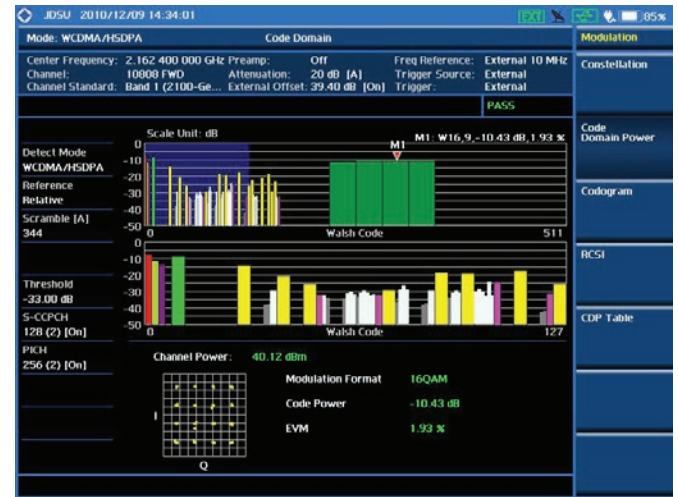 JDSU 2010/12/09 14:34:01 EXT 85%
Mode: WCDMA/HSDPA Code Domain Modulation
Center Frequency: 2.162 400 000 GHz Preamp: Off Freq Reference: External 10 MHz
Channel: 10808 FWD Attenuation: 20 dB [A] Trigger Source: External
Channel Standard: Band 1 (2100-Ge... External Offset: 39.40 dB [On] Trigger: External
Constellation
PASS
Scale Unit: dB M1: W16,9,-10.43 dB,1.93 %
M1
0
-10
-20
-30
-40
-50
0 Walsh Code 511
Detect Mode
WCDMA/HSDPA
Reference
Relative
Scramble [A]
344
Code
Domain Power
Codogram
0
-10
-20
-30
-40
-50
0 Walsh Code 127
Threshold
-33.00 dB
S-CCPCH
128 (2) [On]
PICH
256 (2) [On]
RCSI
CDP Table
Channel Power: 40.12 dBm
Modulation Format 16QAM
Code Power -10.43 dB
EVM 1.93 %
I
Q